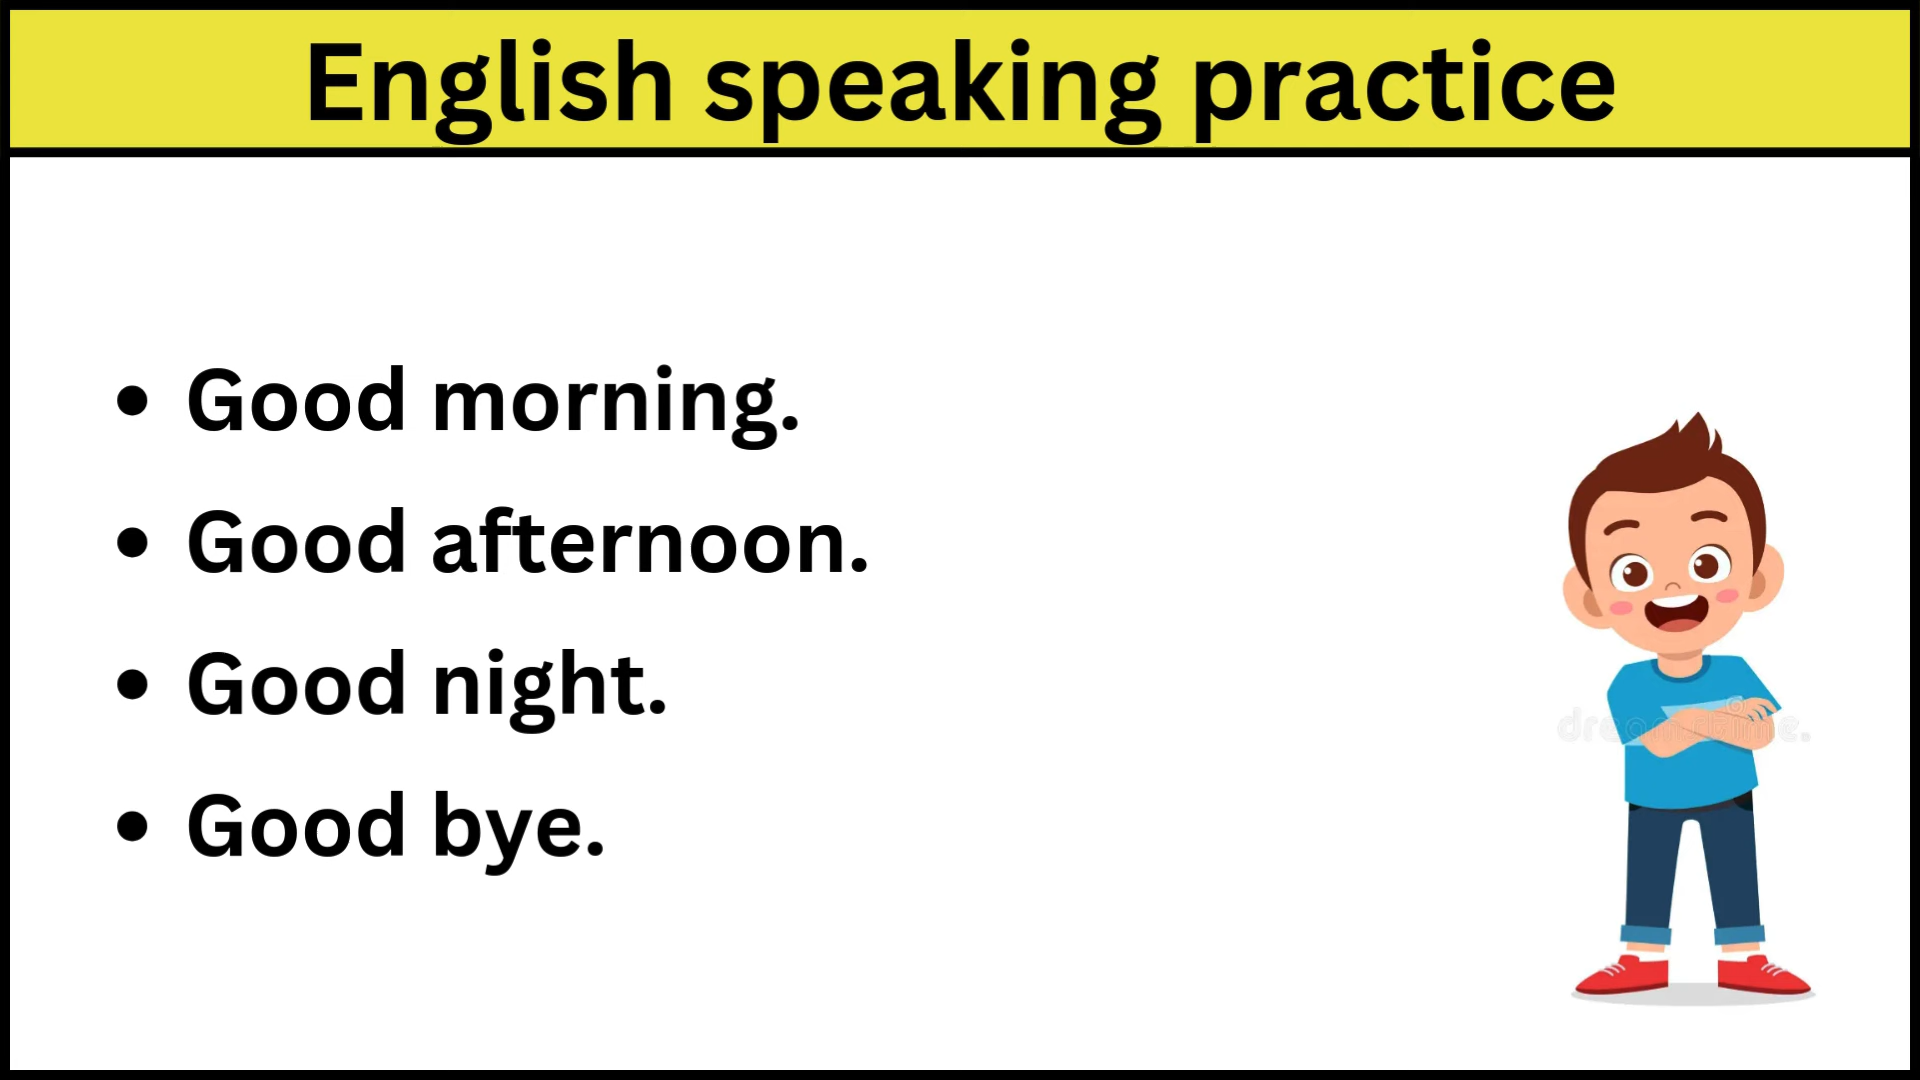 English speaking practice
• Good morning.
• Good afternoon.
• Good night.
• Good bye.